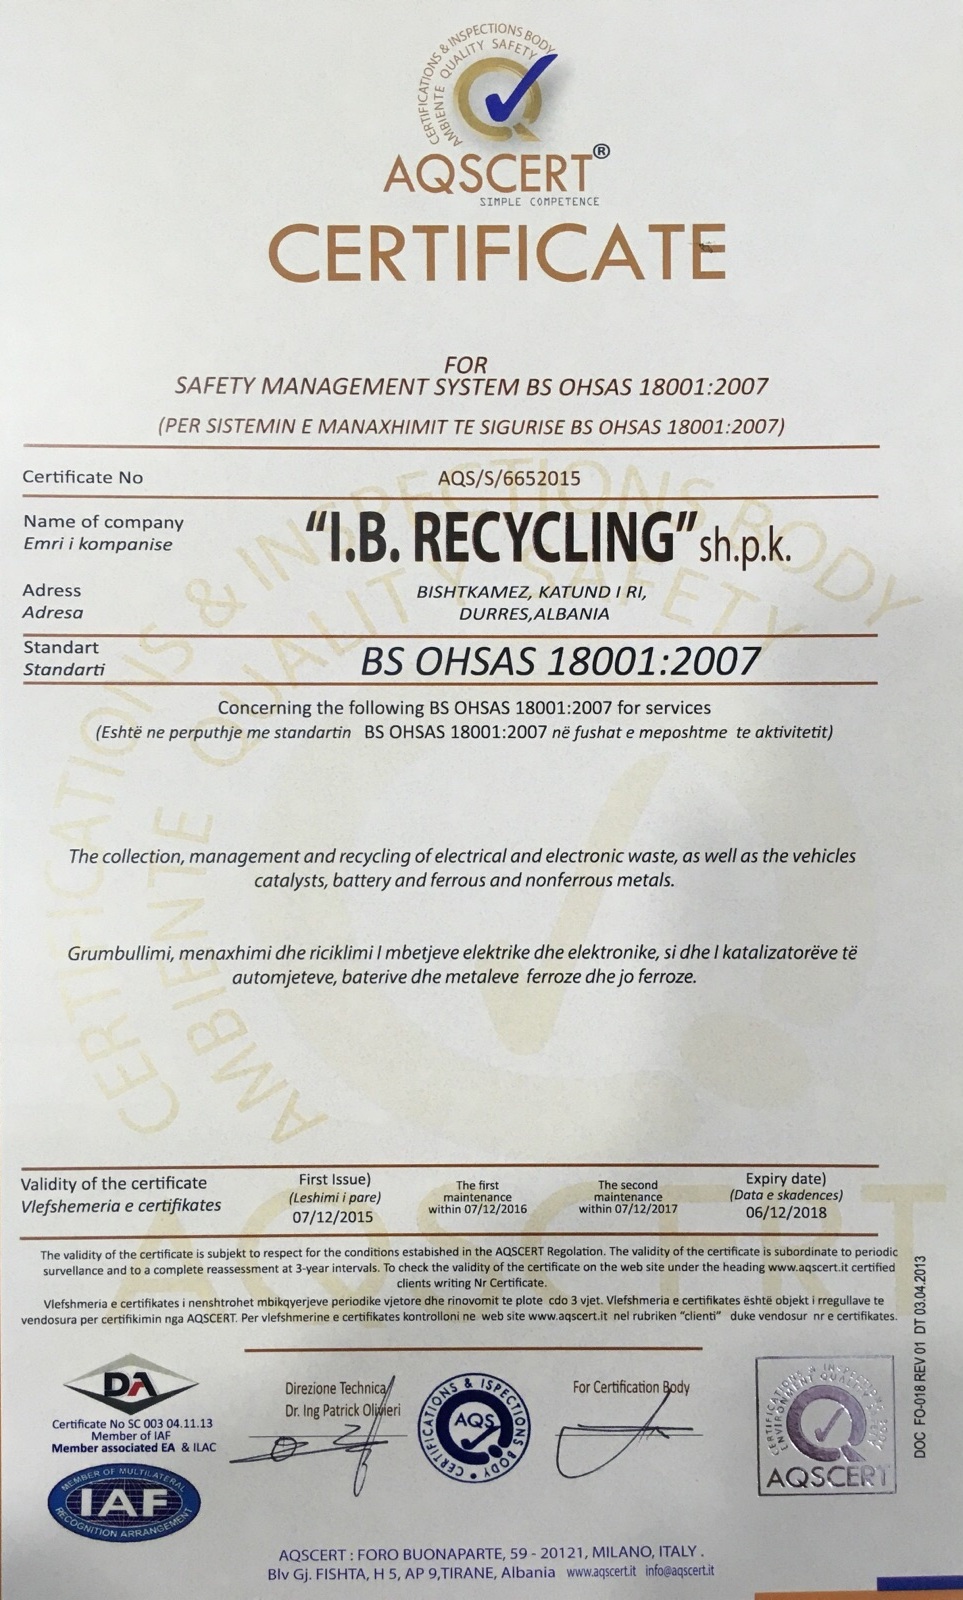 CERTIFICATIONS & INSPECTIONS BODY
AMBIENTE QUALITY SAFETY
AQSCERT®
SIMPLE COMPETENCE
CERTIFICATE
FOR
SAFETY MANAGEMENT SYSTEM BS OHSAS 18001:2007
(PER SISTEMIN E MANAXHIMIT TE SIGURISE BS OHSAS 18001:2007)
Certificate No AQS/S/6652015
Name of company
Emri i kompanise
"I.B. RECYCLING" sh.p.k.
Adress BISHTKAMEZ, KATUND I RI,
Adresa DURRES,ALBANIA
Standart
Standarti
BS OHSAS 18001:2007
Concerning the following BS OHSAS 18001:2007 for services
(Eshtë ne perputhje me standartin BS OHSAS 18001:2007 në fushat e meposhtme te aktivitetit)
The collection, management and recycling of electrical and electronic waste, as well as the vehicles
catalysts, battery and ferrous and nonferrous metals.
Grumbullimi, menaxhimi dhe riciklimi I mbetjeve elektrike dhe elektronike, si dhe I katalizatorëve të
automjeteve, baterive dhe metaleve ferroze dhe jo ferroze.
Validity of the certificate
Vlefshemeria e certifikates
First Issue)
(Leshimi i pare)
07/12/2015
The first
maintenance
within 07/12/2016
The second
maintenance
within 07/12/2017
Expiry date)
(Data e skadences)
06/12/2018
The validity of the certificate is subjekt to respect for the conditions estabished in the AQSCERT Regolation. The validity of the certificate is subordinate to periodic
survellance and to a complete reassessment at 3-year intervals. To check the validity of the certificate on the web site under the heading www.aqscert.it certified
clients writing Nr Certificate.
Vlefshmeria e certifikates i nenshtrohet mbikqyerjeve periodike vjetore dhe rinovomit te plote cdo 3 vjet. Vlefshmeria e certifikates është objekt i rregullave te
vendosura per certifikimin nga AQSCERT. Per vlefshmerine e certifikates kontrolloni ne web site www.aqscert.it nel rubriken "clienti" duke vendosur nr e certifikates.
DOC FO-018 REV 01 DT 03.04.2013
DA
Certificate No SC 003 04.11.13
Member of IAF
Member associated EA & ILAC
MEMBER OF MULTILATERAL
IAF
RECOGNITION ARRANGEMENT
Direzione Technica
Dr. Ing Patrick Olivieri
CERTIFICATIONS & ISPECTIONS BODY
AQS
For Certification Body
AQSCERT
AQSCERT : FORO BUONAPARTE, 59 - 20121, MILANO, ITALY .
Blv Gj. FISHTA, H 5, AP 9,TIRANE, Albania www.aqscert.it info@aqscert.it